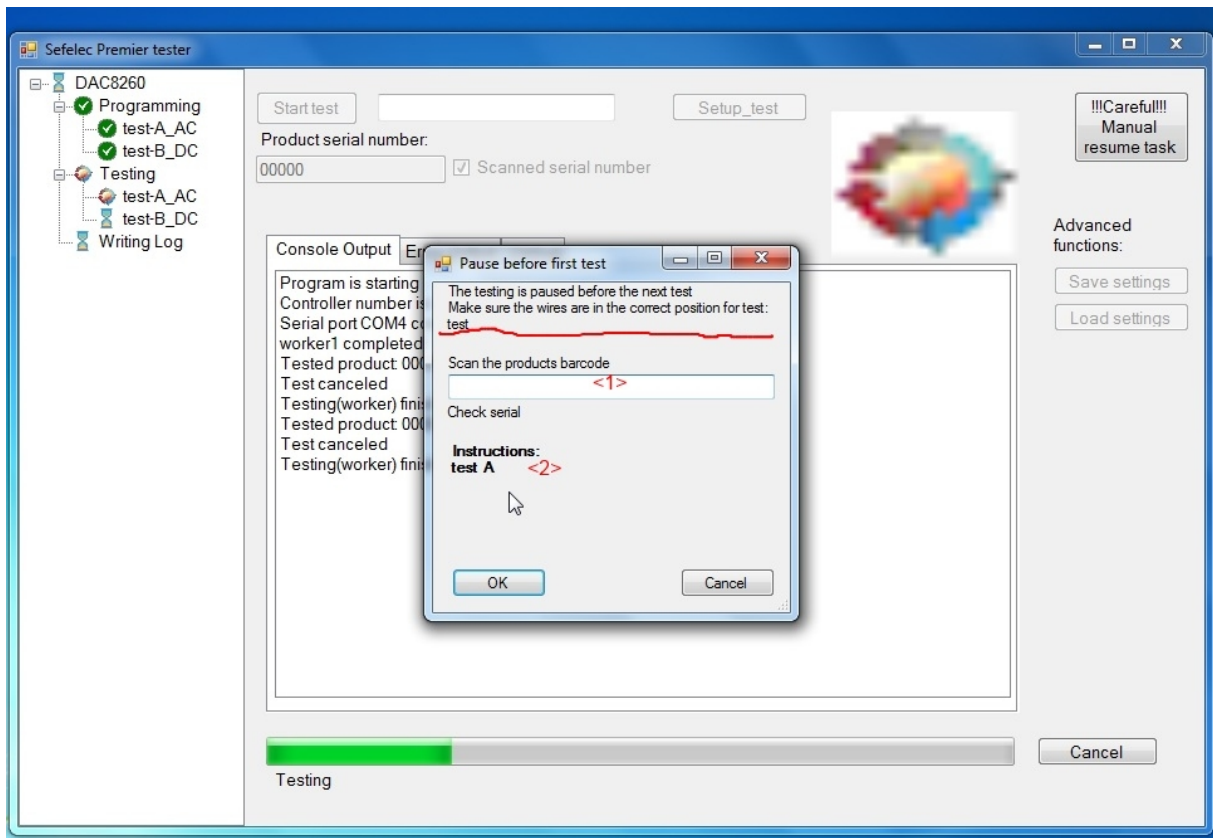 Sefelec Premier tester
DAC8260
Programming
test-A_AC
test-B_DC
Testing
test-A_AC
test-B_DC
Writing Log
Start test
Setup_test
Product serial number:
00000
Scanned serial number
!!!Careful!!!
Manual
resume task
Advanced
functions:
Save settings
Load settings
Console Output
Program is starting
Controller number
Serial port COM4
worker1 completed
Tested product:
Test canceled
Testing(worker)
Tested product:
Test canceled
Testing(worker)
Pause before first test
The testing is paused before the next test
Make sure the wires are in the correct position for test:
test
Scan the products barcode
<1>
Check serial
Instructions:
test A <2>
OK
Cancel
Testing
Cancel